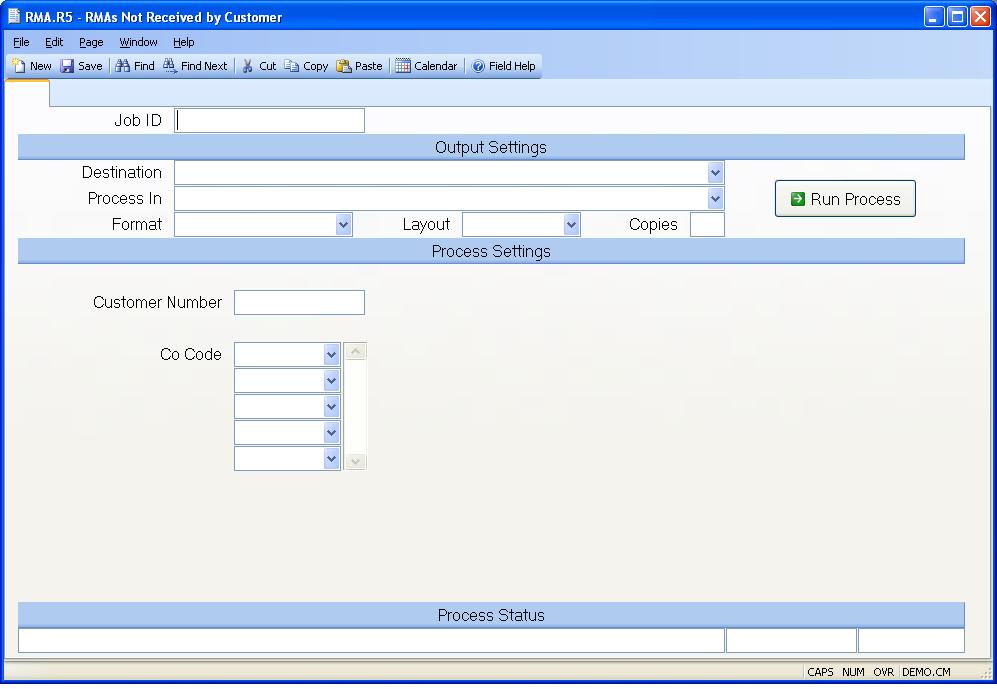 RMA.R5 - RMAs Not Received by Customer
File Edit Page Window Help
New Save Find Find Next Cut Copy Paste Calendar Field Help
Job ID
Output Settings
Destination
Process In
Run Process
Format Layout Copies
Process Settings
Customer Number
Co Code
Process Status
CAPS NUM OVR DEMO.CM